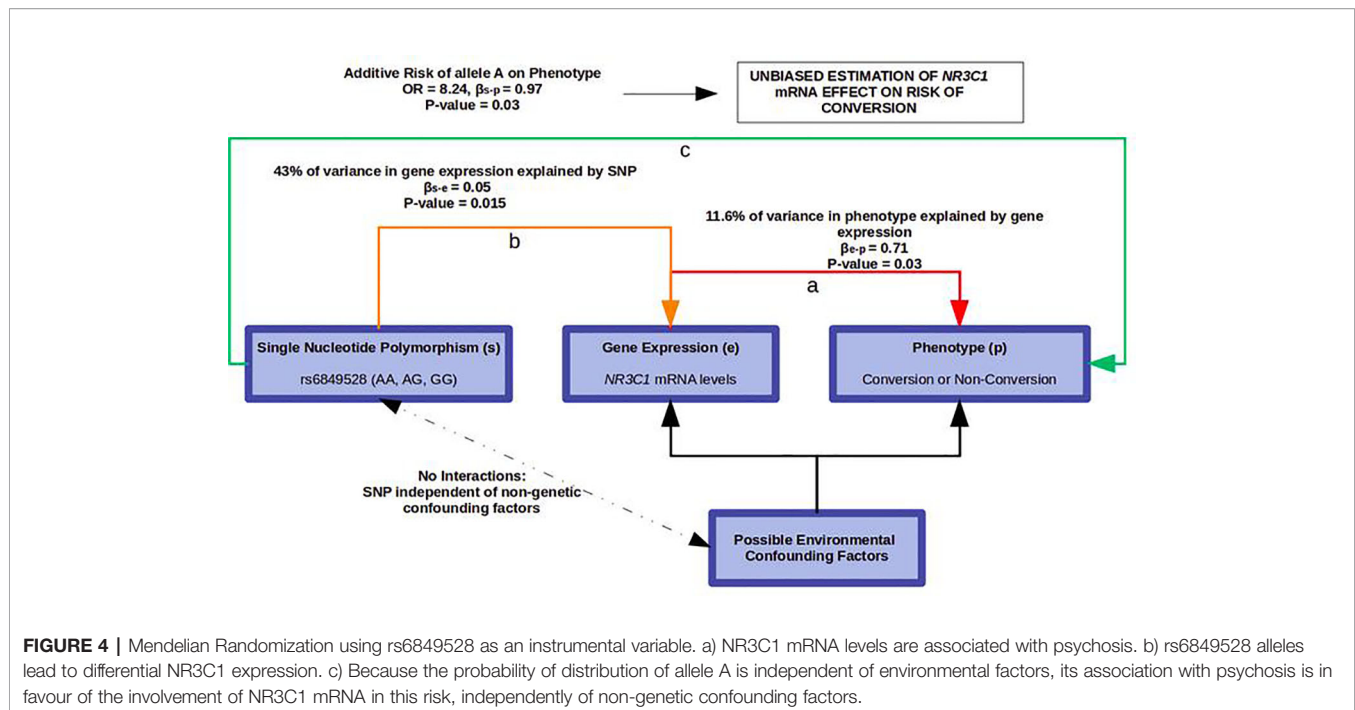 Additive Risk of allele A on Phenotype
OR = 8.24, βs-p = 0.97
P-value = 0.03
UNBIASED ESTIMATION OF NR3C1
mRNA EFFECT ON RISK OF
CONVERSION
c
43% of variance in gene expression explained by SNP
βs-e = 0.05
P-value = 0.015
b
11.6% of variance in phenotype explained by gene
expression
βe-p = 0.71
P-value = 0.03
a
Single Nucleotide Polymorphism (s)
rs6849528 (AA, AG, GG)
Gene Expression (e)
NR3C1 mRNA levels
Phenotype (p)
Conversion or Non-Conversion
No Interactions:
SNP independent of non-genetic
confounding factors
Possible Environmental
Confounding Factors
FIGURE 4 | Mendelian Randomization using rs6849528 as an instrumental variable. a) NR3C1 mRNA levels are associated with psychosis. b) rs6849528 alleles
lead to differential NR3C1 expression. c) Because the probability of distribution of allele A is independent of environmental factors, its association with psychosis is in
favour of the involvement of NR3C1 mRNA in this risk, independently of non-genetic confounding factors.